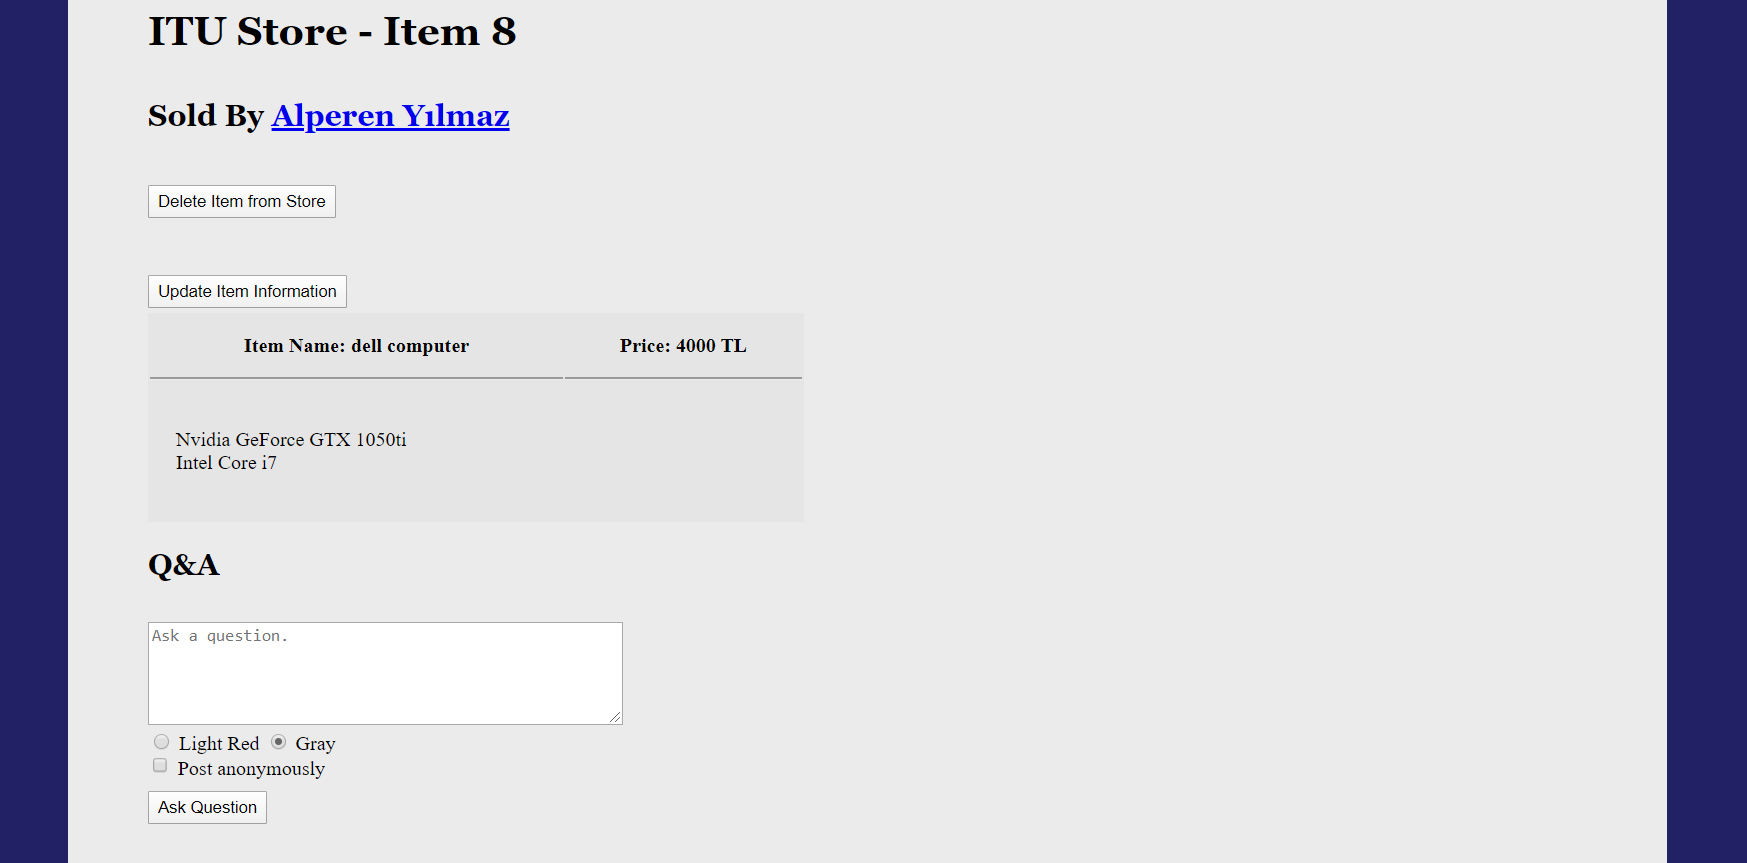 ITU Store - Item 8
Sold By Alperen Yılmaz
Delete Item from Store
Update Item Information
Item Name: dell computer Price: 4000 TL
Nvidia GeForce GTX 1050ti
Intel Core i7
Q&A
Ask a question.
Light Red Gray
Post anonymously
Ask Question